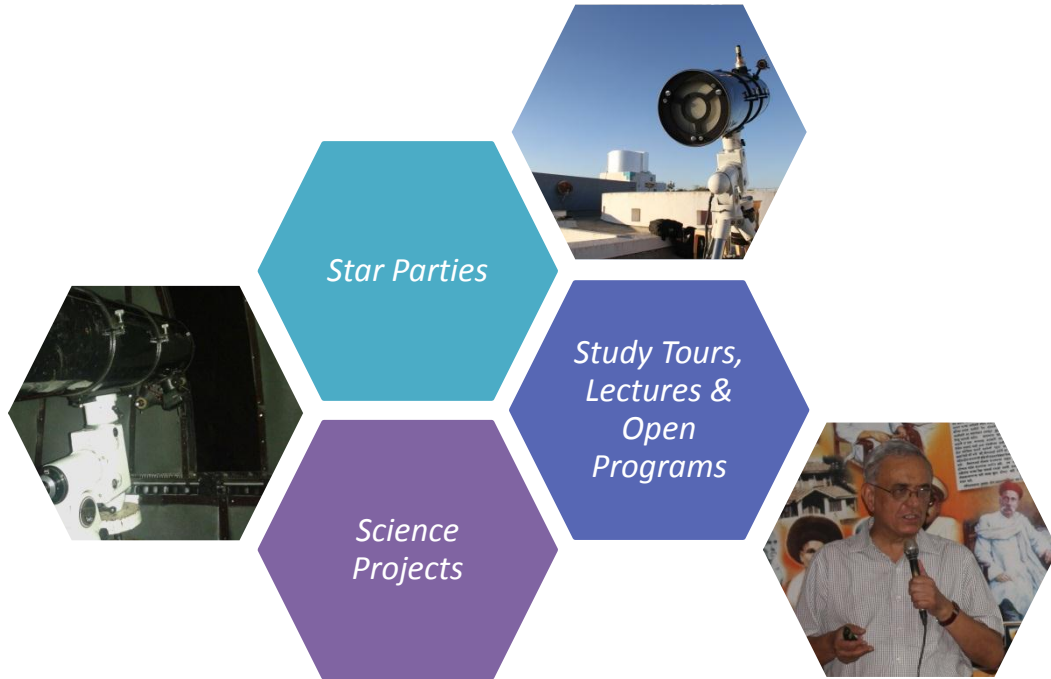 Star Parties
Study Tours,
Lectures &
Open
Programs
Science
Projects